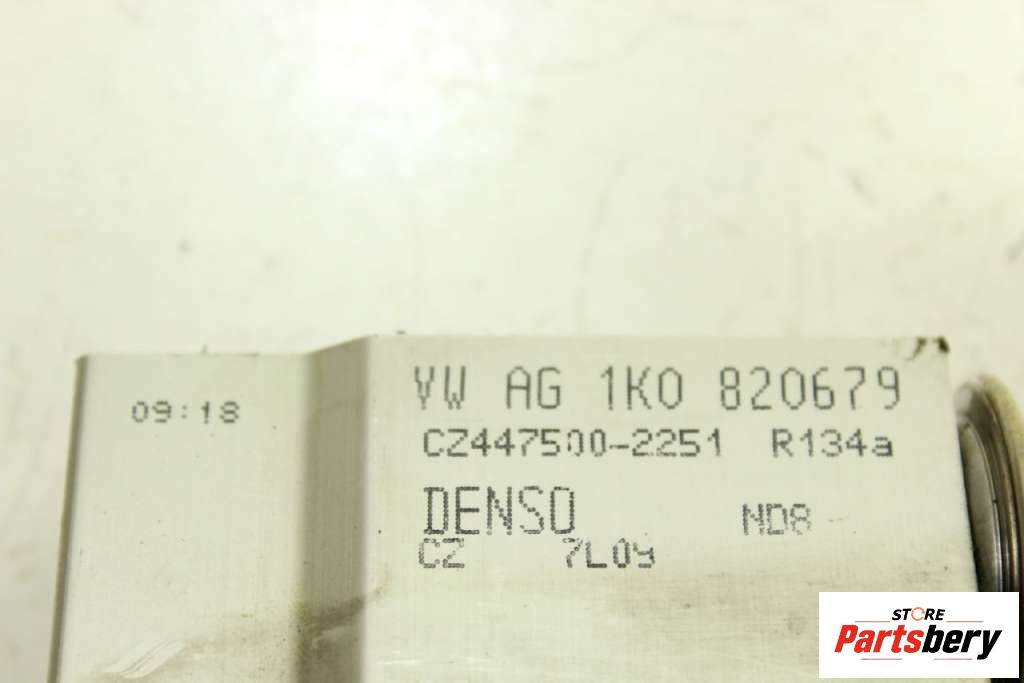 09:18
VW AG 1K0 820679
CZ447500-2251 R134a
DENSO ND8
CZ 7L09
STORE
Partsbery